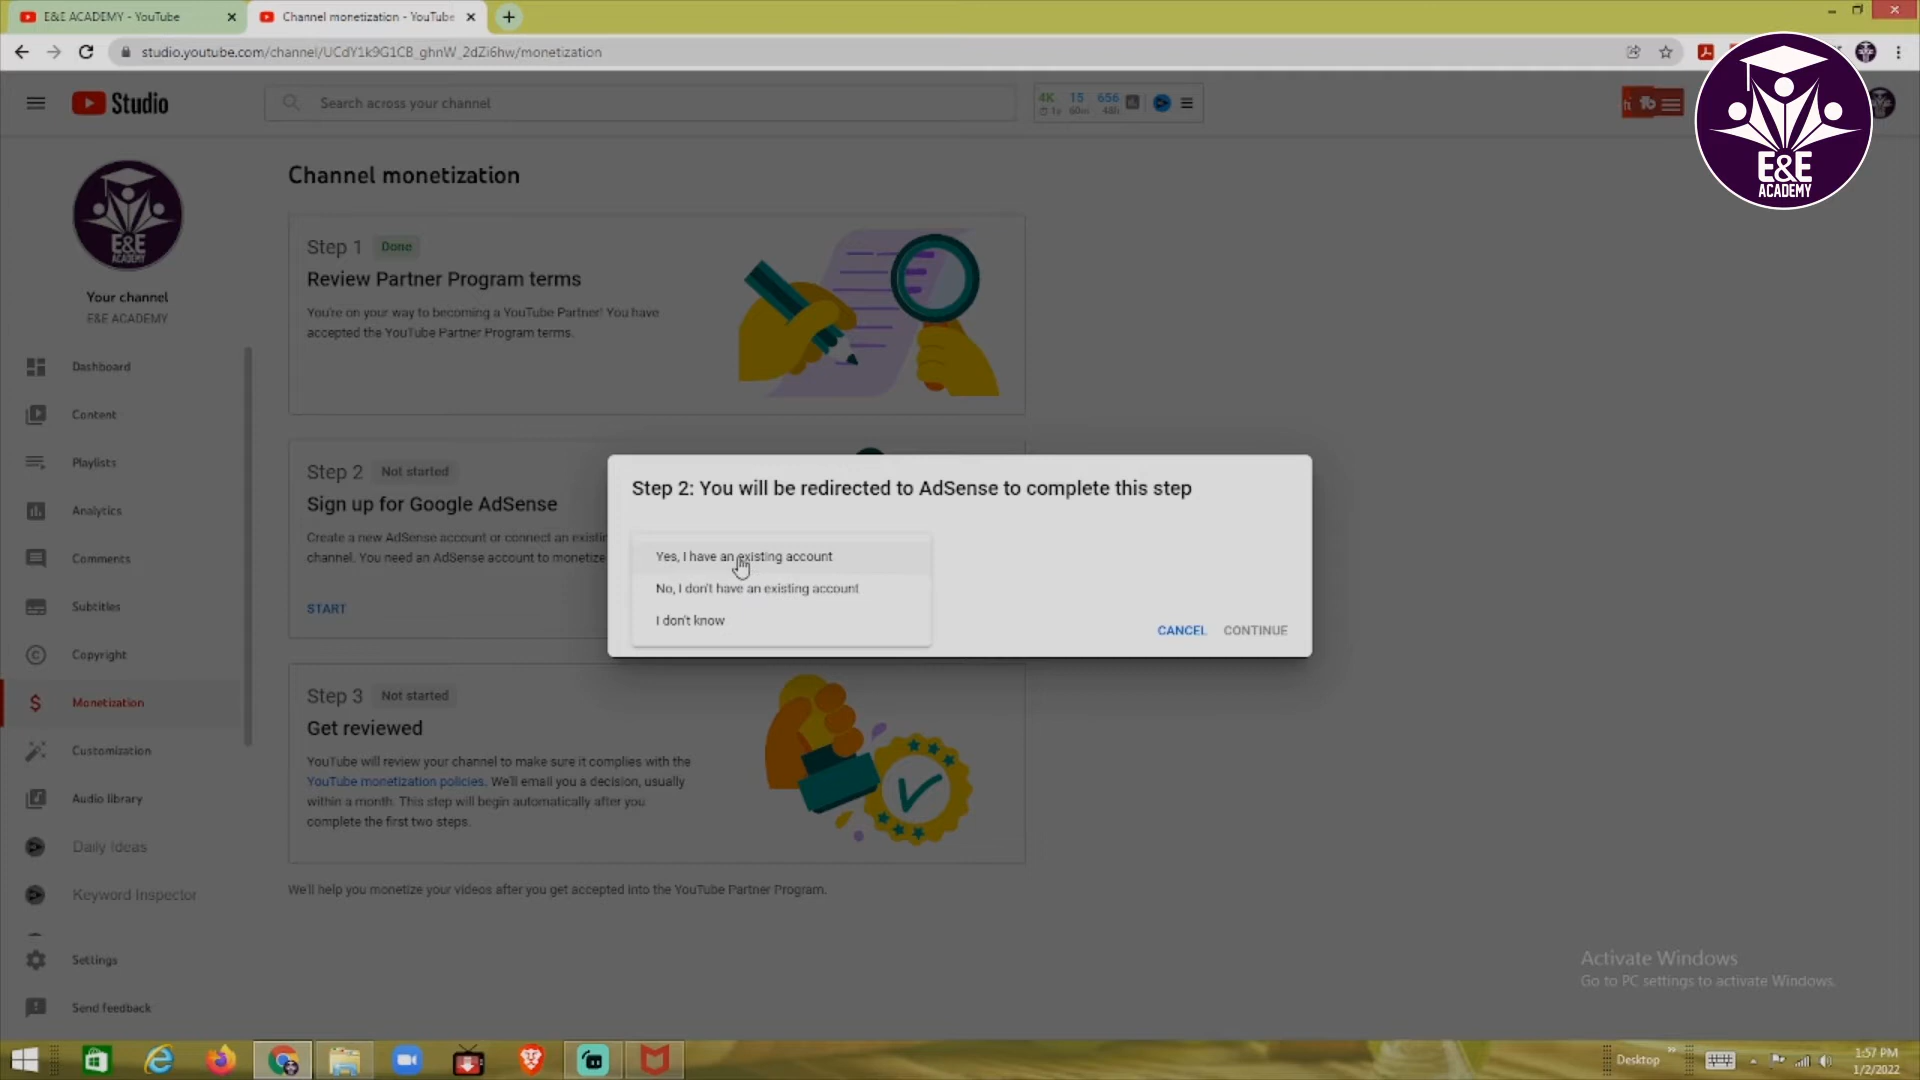 E&E ACADEMY - YouTube
Channel monetization - YouTube
studio.youtube.com/channel/UCdY1k9G1CB_ghnW_2dZi6hw/monetization
Studio
Search across your channel
4K 15 656
1s 60m 48h
E&E
ACADEMY
Channel monetization
E&E
ACADEMY
Your channel
E&E ACADEMY
Dashboard
Content
Playlists
Analytics
Comments
Subtitles
Copyright
Monetization
Customization
Audio library
Daily Ideas
Keyword Inspector
Settings
Send feedback
Step 1 Done
Review Partner Program terms
You're on your way to becoming a YouTube Partner! You have
accepted the YouTube Partner Program terms.
Step 2 Not started
Sign up for Google AdSense
Create a new AdSense account or connect an
channel. You need an AdSense account to monetize
START
Step 2: You will be redirected to AdSense to complete this step
Yes, I have an existing account
No, I don't have an existing account
I don't know
CANCEL CONTINUE
Step 3 Not started
Get reviewed
YouTube will review your channel to make sure it complies with the
YouTube monetization policies. We'll email you a decision, usually
within a month. This step will begin automatically after you
complete the first two steps.
We'll help you monetize your videos after you get accepted into the YouTube Partner Program.
Activate Windows
Go to PC settings to activate Windows.
Desktop
1:57 PM
1/2/2022